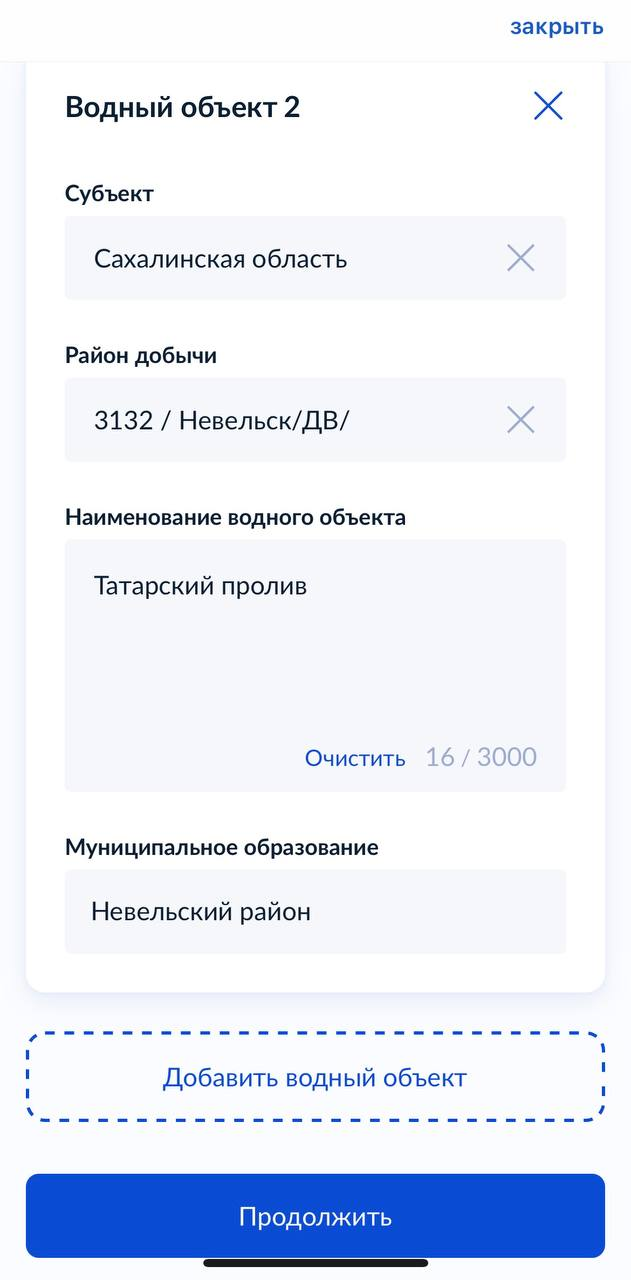 закрыть
Водный объект 2
Субъект
Сахалинская область
Район добычи
3132 / Невельск/ДВ/
Наименование водного объекта
Татарский пролив
Очистить 16 / 3000
Муниципальное образование
Невельский район
Добавить водный объект
Продолжить